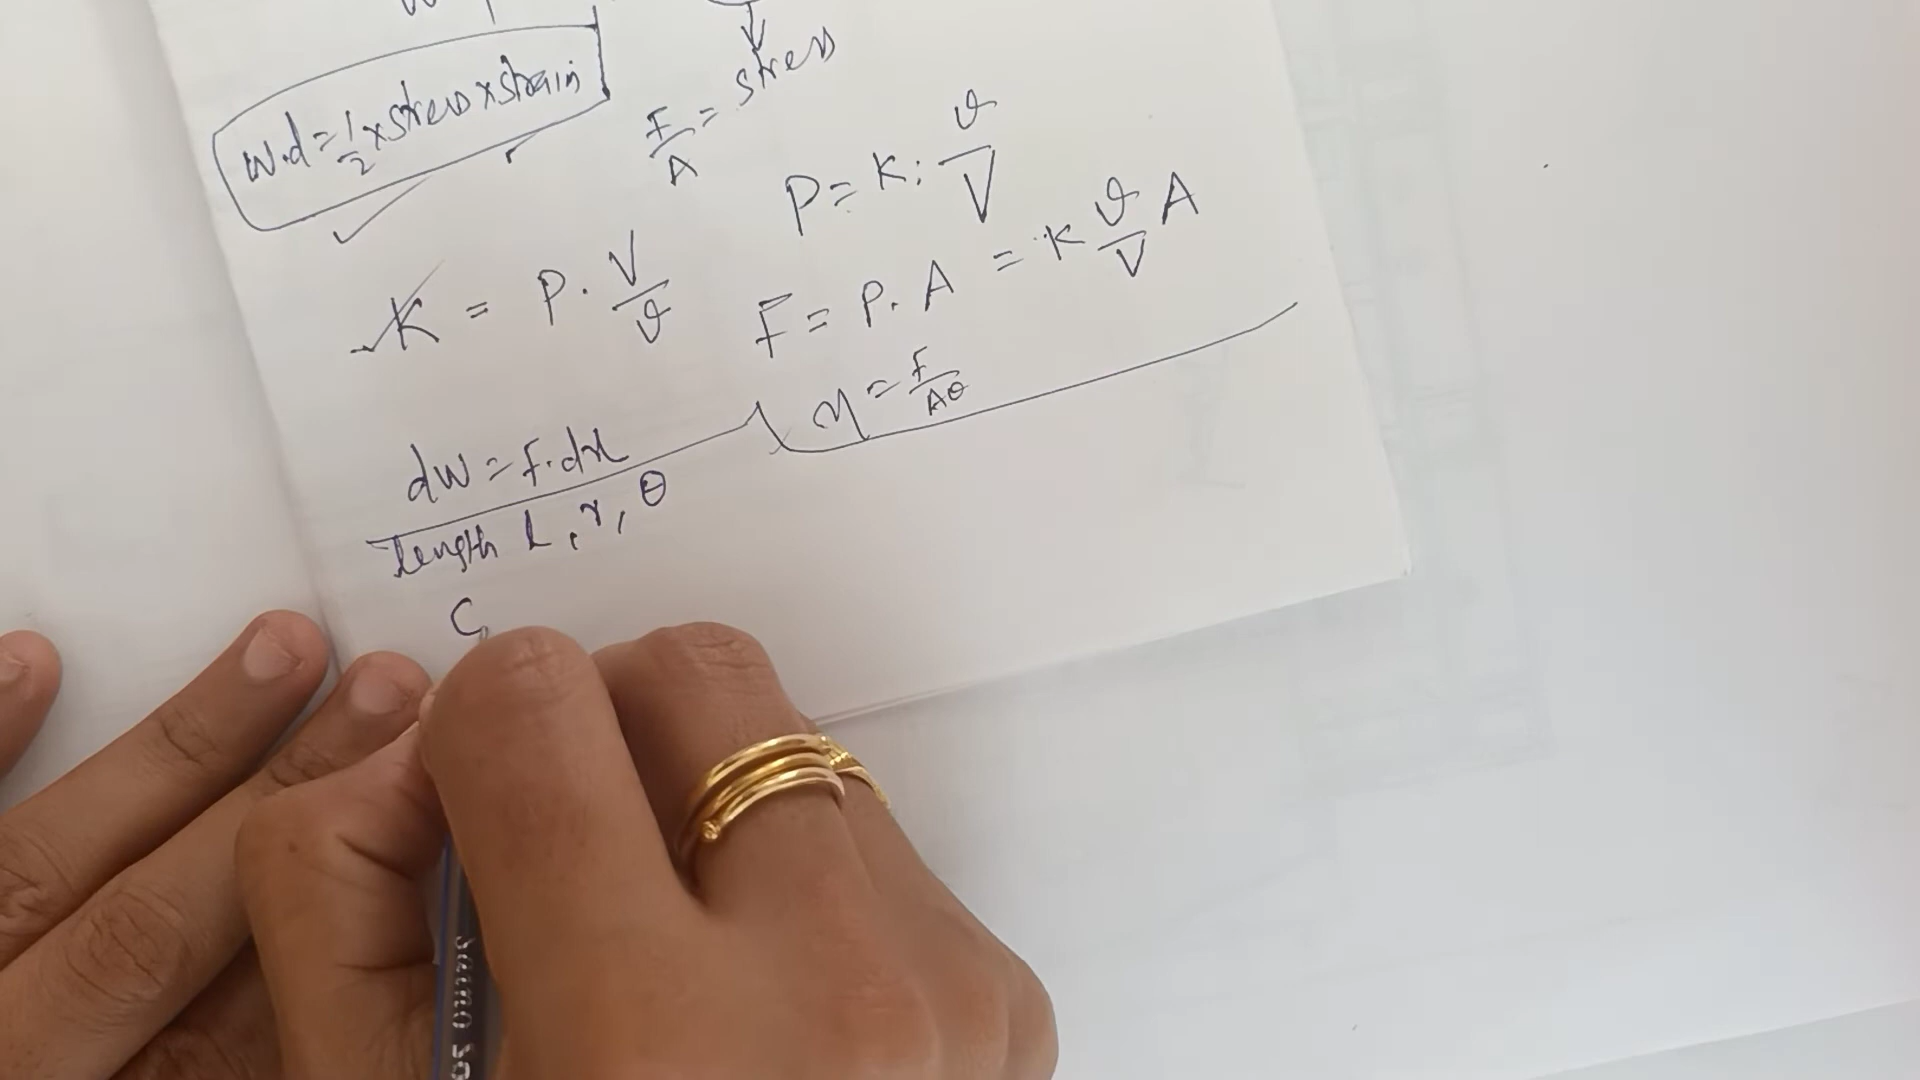 w.d = 1/2 × stress × strain
F/A = stress
P = K . v/V
K = P . V/v
F = P . A = K v/V A
η = F/Aθ
dw = F.dx
length L, r, θ
C